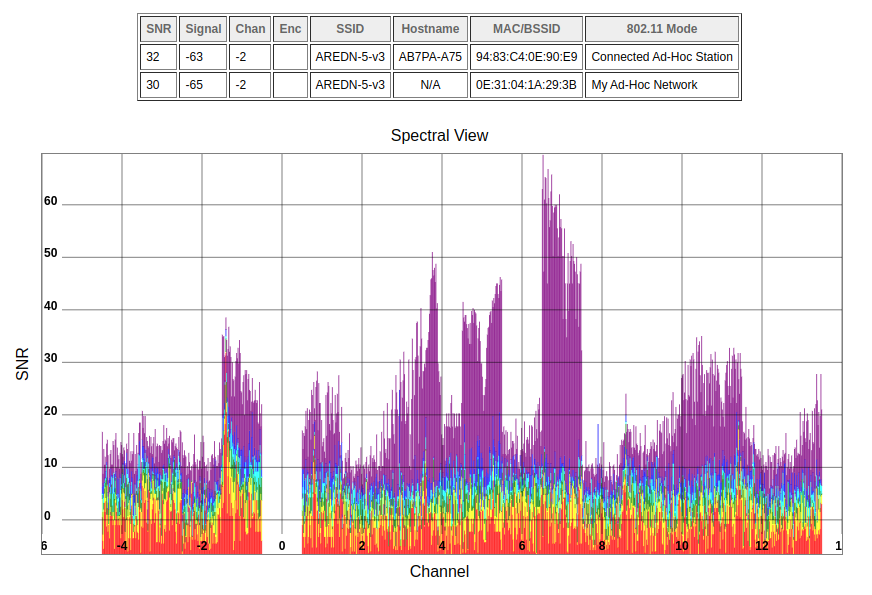 SNR Signal Chan Enc SSID Hostname MAC/BSSID 802.11 Mode
32 -63 -2 AREDN-5-v3 AB7PA-A75 94:83:C4:0E:90:E9 Connected Ad-Hoc Station
30 -65 -2 AREDN-5-v3 N/A 0E:31:04:1A:29:3B My Ad-Hoc Network
Spectral View
60
50
40
30
20
10
0
SNR
6 -4 -2 0 2 4 6 8 10 12 1
Channel